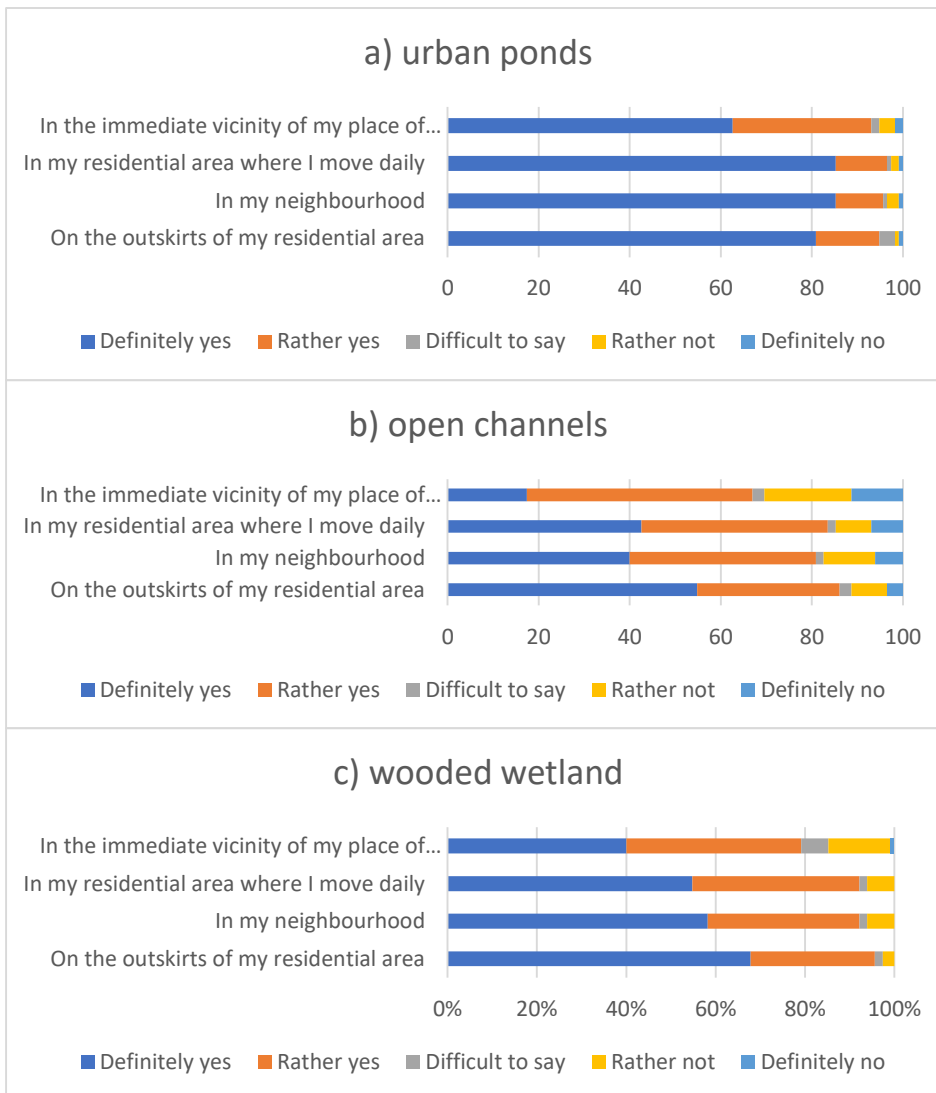 a) urban ponds
In the immediate vicinity of my place of...
In my residential area where I move daily
In my neighbourhood
On the outskirts of my residential area
0 20 40 60 80 100
Definitely yes Rather yes Difficult to say Rather not Definitely no
b) open channels
In the immediate vicinity of my place of...
In my residential area where I move daily
In my neighbourhood
On the outskirts of my residential area
0 20 40 60 80 100
Definitely yes Rather yes Difficult to say Rather not Definitely no
c) wooded wetland
In the immediate vicinity of my place of...
In my residential area where I move daily
In my neighbourhood
On the outskirts of my residential area
0% 20% 40% 60% 80% 100%
Definitely yes Rather yes Difficult to say Rather not Definitely no